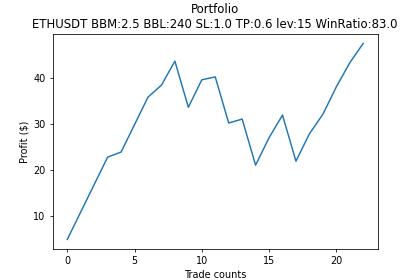 Portfolio
ETHUSDT BBM:2.5 BBL:240 SL:1.0 TP:0.6 lev:15 WinRatio:83.0
40
30
20
10
Profit ($)
0 5 10 15 20
Trade counts